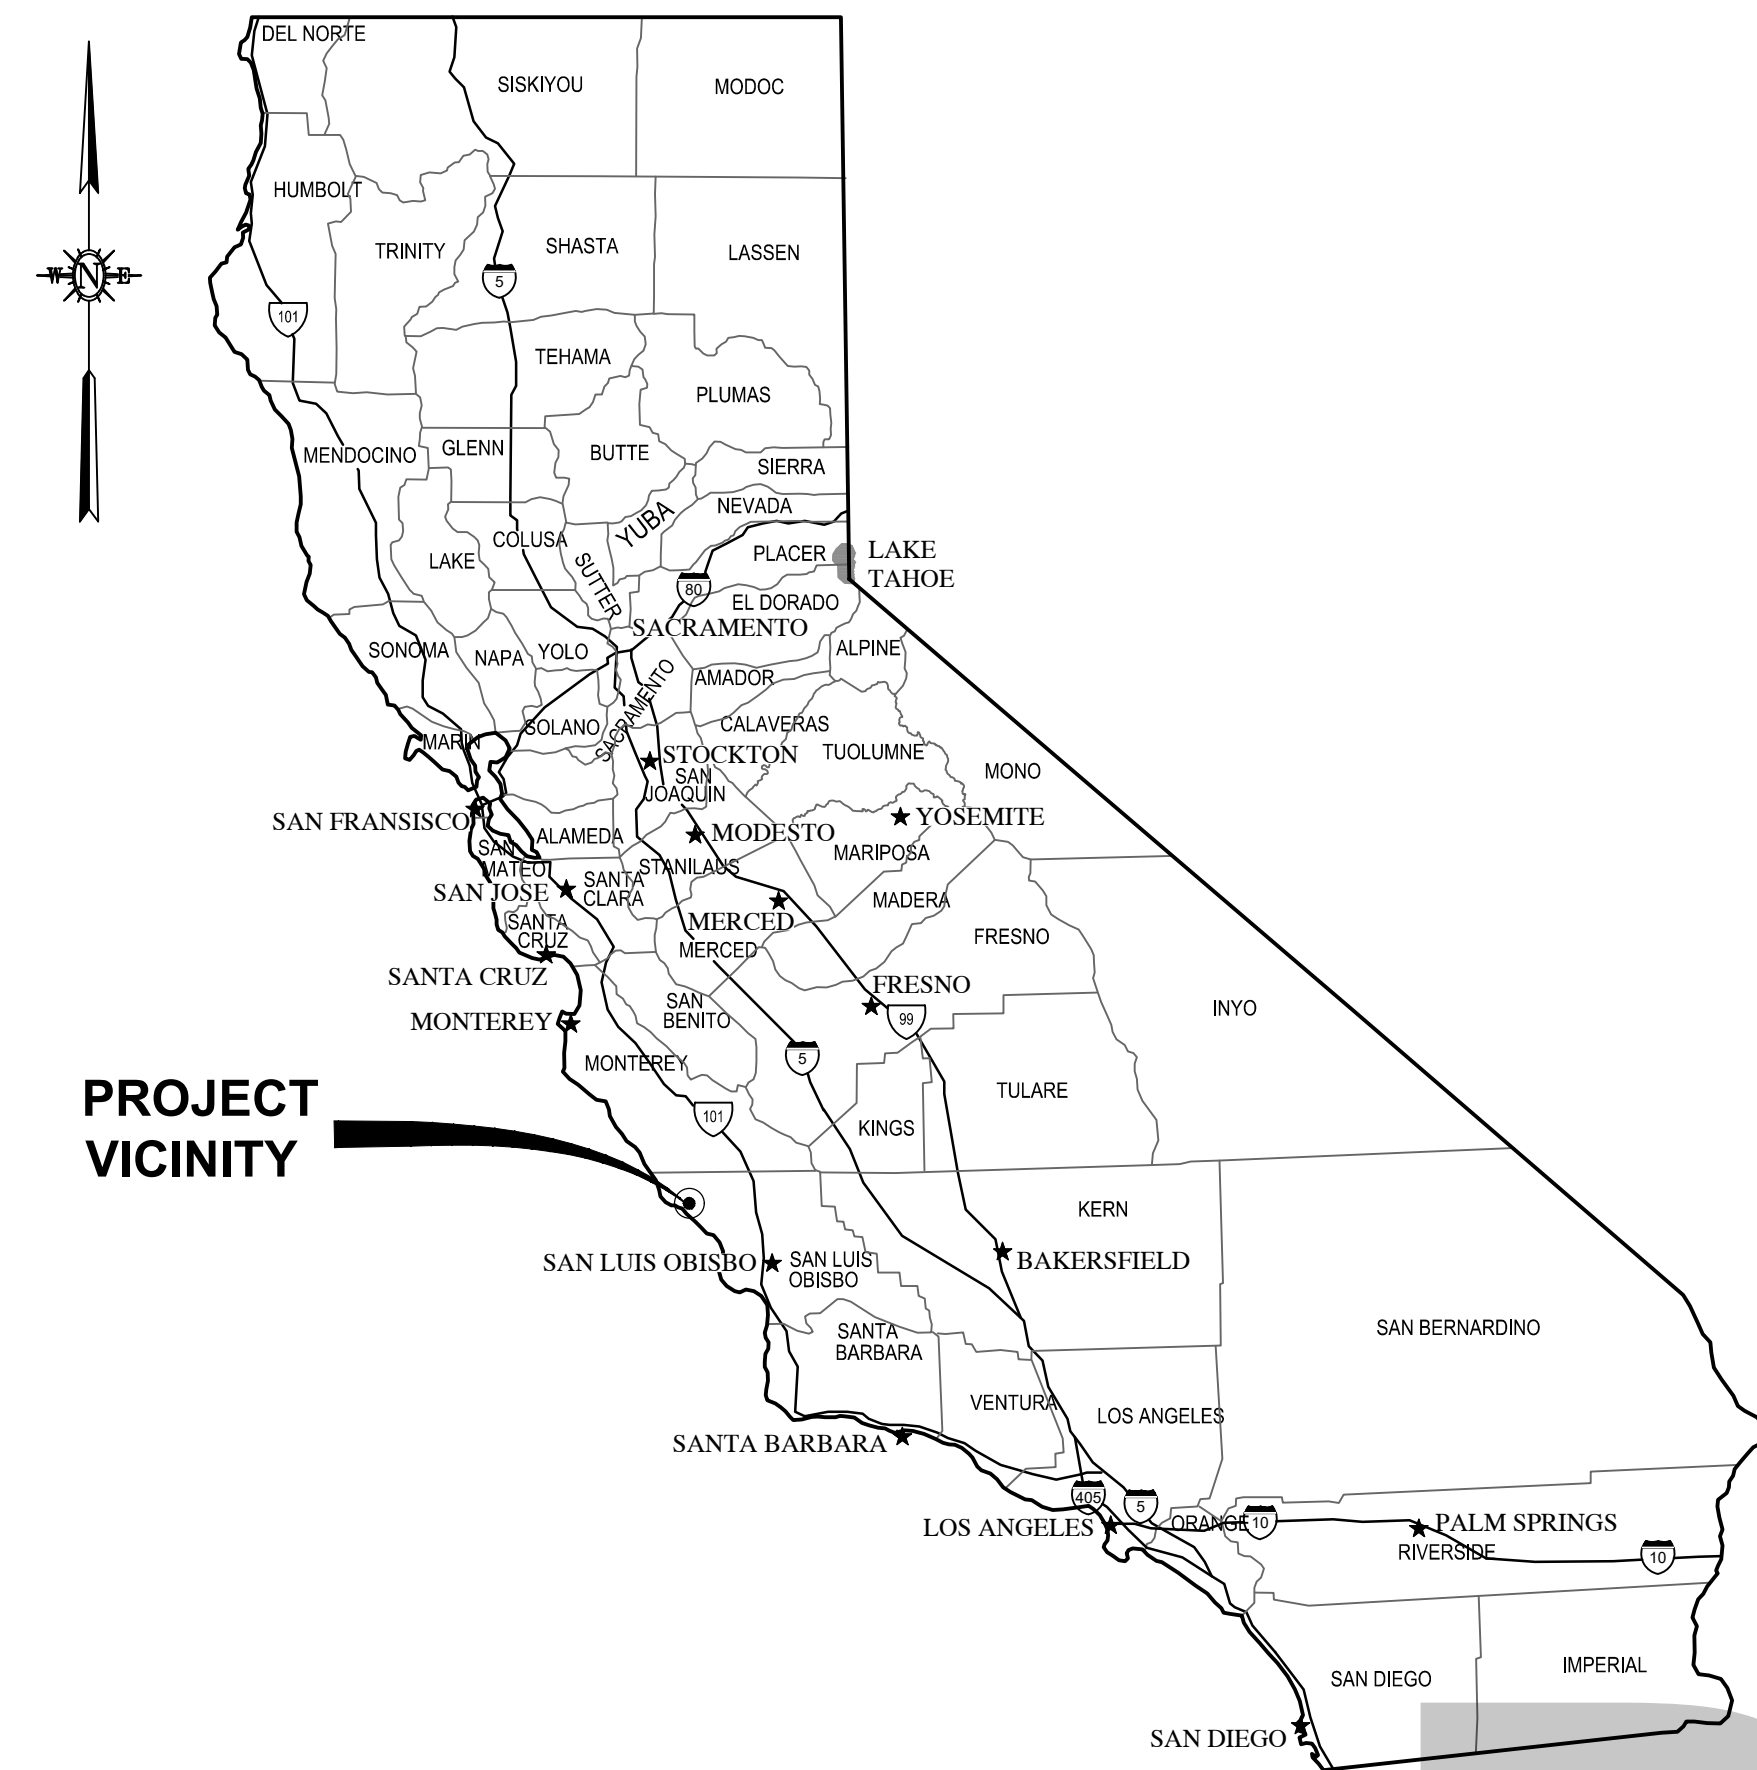 DEL NORTE
SISKIYOU
MODOC
HUMBOLT
TRINITY
SHASTA
LASSEN
W N E
5
101
TEHAMA
PLUMAS
MENDOCINO
GLENN
BUTTE
SIERRA
NEVADA
YUBA
COLUSA
LAKE
SUTTER
PLACER
LAKE
TAHOE
80
EL DORADO
SACRAMENTO
SONOMA
NAPA
YOLO
ALPINE
AMADOR
SACRAMENTO
SOLANO
CALAVERAS
MARIN
TUOLUMNE
STOCKTON
MONO
SAN
JOAQUIN
SAN FRANSISCO
YOSEMITE
ALAMEDA
MODESTO
SAN
MATEO
MARIPOSA
STANILAUS
SAN JOSE
SANTA
CLARA
MADERA
MERCED
SANTA
CRUZ
MERCED
FRESNO
SANTA CRUZ
FRESNO
SAN
BENITO
INYO
MONTEREY
99
5
MONTEREY
TULARE
PROJECT
VICINITY
101
KINGS
KERN
SAN LUIS OBISBO
SAN LUIS
OBISBO
BAKERSFIELD
SAN BERNARDINO
SANTA
BARBARA
VENTURA
LOS ANGELES
SANTA BARBARA
405
5
LOS ANGELES
ORANGE
10
PALM SPRINGS
RIVERSIDE
10
SAN DIEGO
IMPERIAL
SAN DIEGO